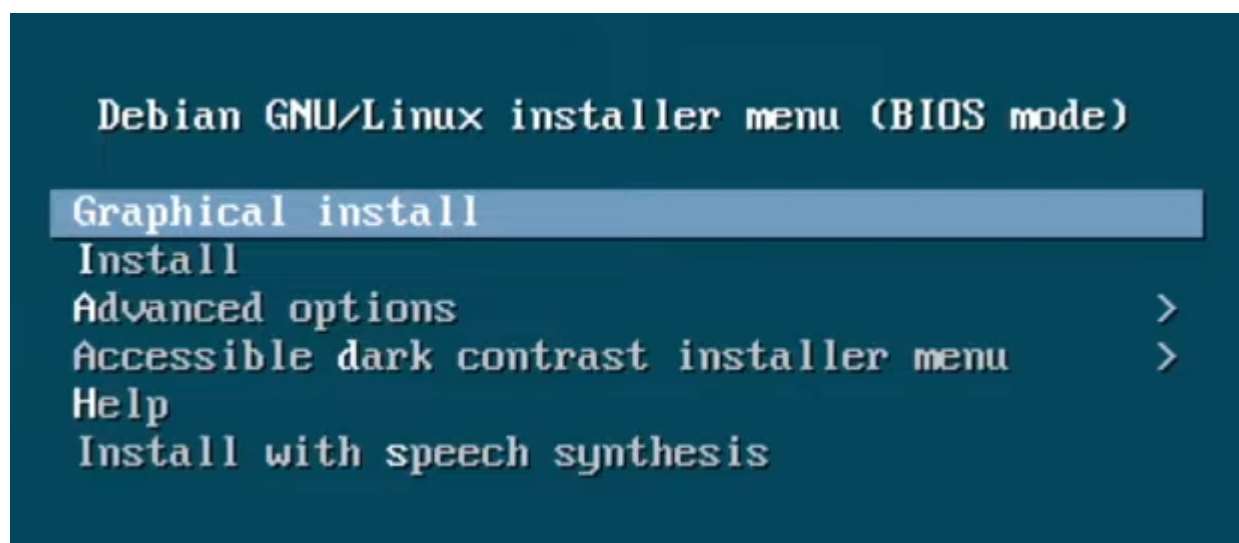 Debian GNU/Linux installer menu (BIOS mode)
Graphical install
Install
Advanced options >
Accessible dark contrast installer menu >
Help
Install with speech synthesis